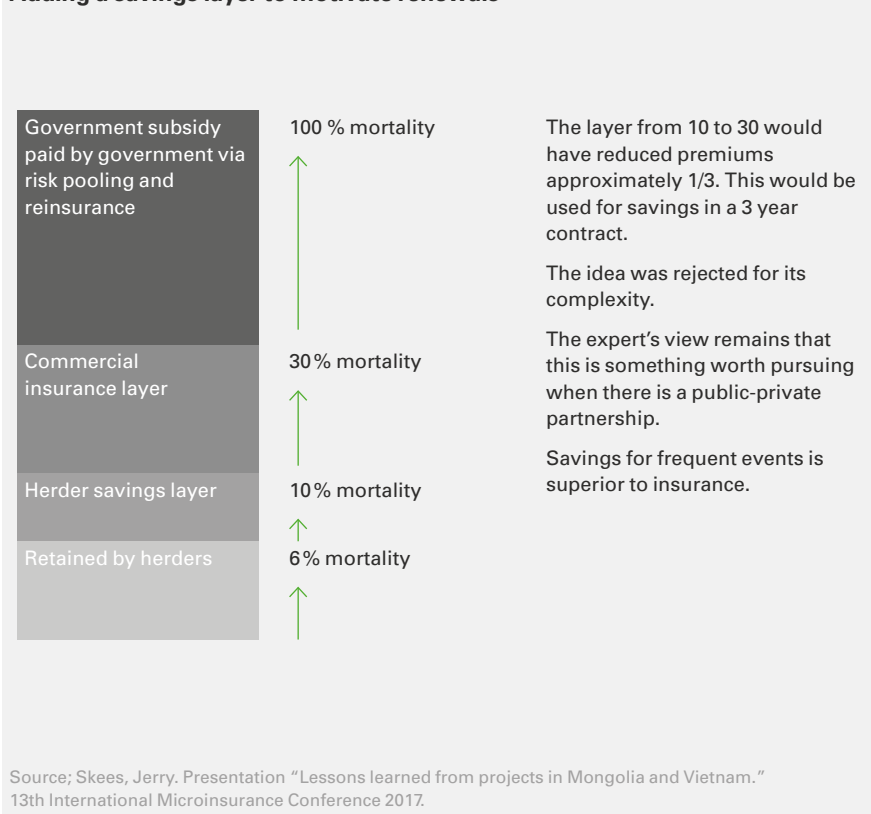 Government subsidy
paid by government via
risk pooling and
reinsurance
100 % mortality
Commercial
insurance layer
30% mortality
Herder savings layer
10% mortality
Retained by herders
6% mortality
The layer from 10 to 30 would
have reduced premiums
approximately 1/3. This would be
used for savings in a 3 year
contract.
The idea was rejected for its
complexity.
The expert’s view remains that
this is something worth pursuing
when there is a public-private
partnership.
Savings for frequent events is
superior to insurance.
Source; Skees, Jerry. Presentation “Lessons learned from projects in Mongolia and Vietnam.”
13th International Microinsurance Conference 2017.